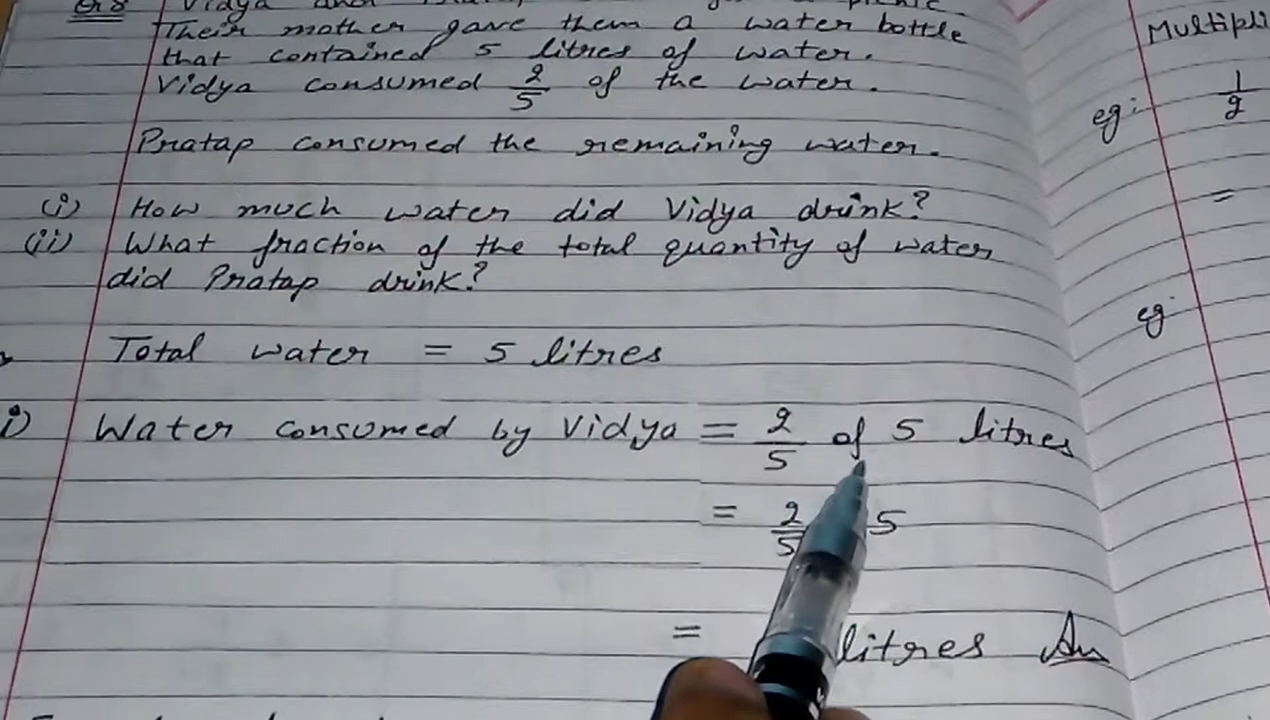 Vidya and
Their mother gave them a water bottle
that contained 5 litres of water.
Vidya consumed 2/5 of the water.
Pratap consumed the remaining water.
(i) How much water did Vidya drink?
(ii) What fraction of the total quantity of water
did Pratap drink?
Total water = 5 litres
i) Water consumed by Vidya = 2/5 of 5 litres
= 2/5 5
= litres Ans
Multipli
eg: 1/2
=
eg